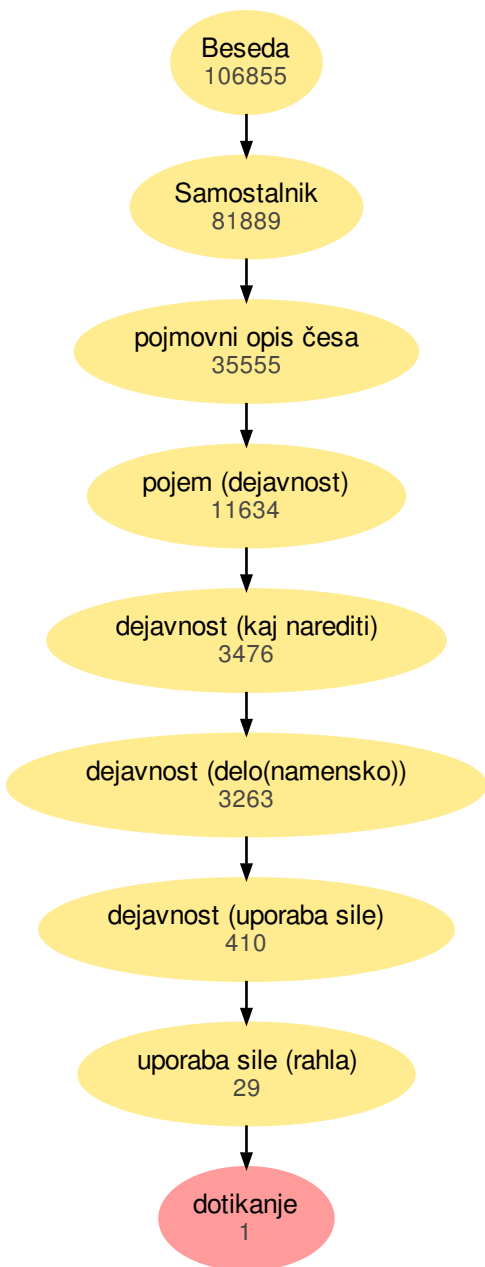 Beseda
106855
Samostalnik
81889
pojmovni opis česa
35555
pojem (dejavnost)
11634
dejavnost (kaj narediti)
3476
dejavnost (delo(namensko))
3263
dejavnost (uporaba sile)
410
uporaba sile (rahla)
29
dotikanje
1